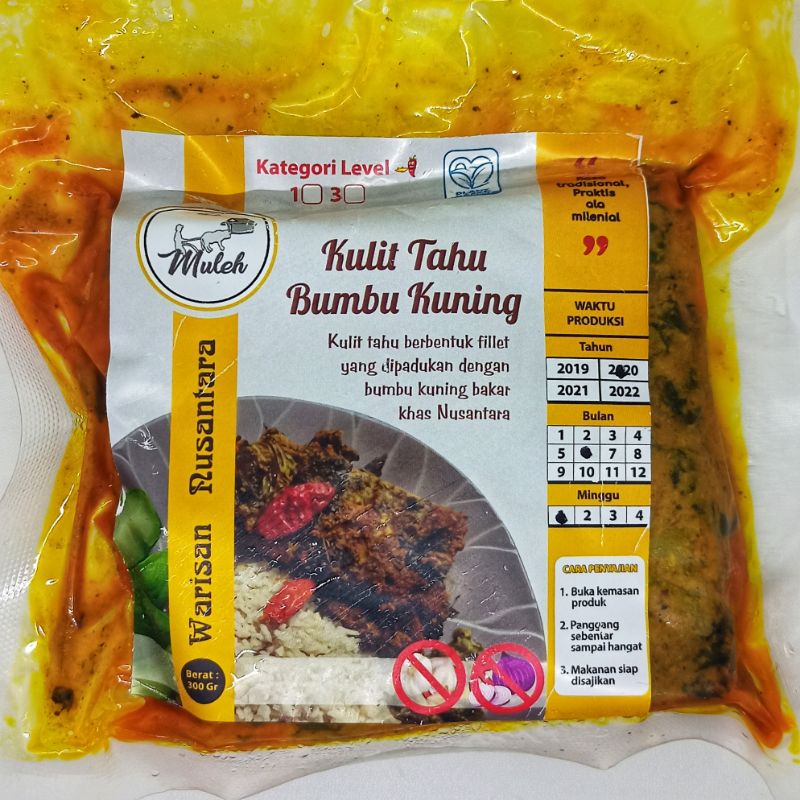 Kategori Level
1 3
Muleh
Kulit Tahu
Bumbu Kuning
Kulit tahu berbentuk fillet
yang dipadukan dengan
bumbu kuning bakar
khas Nusantara
Warisan Nusantara
Berat :
300 Gr
tradisional,
Praktis
ala
milenial
”
WAKTU
PRODUKSI
Tahun
2019 2020
2021 2022
Bulan
1 2 3 4
5 7 8
9 10 11 12
Minggu
2 3 4
CARA PENYAJIAN
1. Buka kemasan
produk
2. Panggang
sebentar
sampai hangat
3. Makanan siap
disajikan